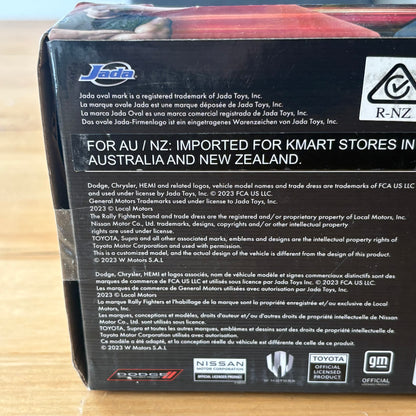 Jada
R-NZ
Jada oval mark is a registered trademark of Jada Toys, Inc.
La marque ovale Jada est une marque déposée de Jada Toys, Inc.
La marca Jada Oval es una marca comercial registrada de Jada Toys, Inc.
Das ovale Jada-Firmenlogo ist ein eingetragenes Warenzeichen von Jada Toys, Inc.
FOR AU / NZ: IMPORTED FOR KMART STORES IN
AUSTRALIA AND NEW ZEALAND.
Dodge, Chrysler, HEMI and related logos, vehicle model names and trade dress are trademarks of FCA US LLC
and used under license by Jada Toys, Inc. © 2023 FCA US LLC.
General Motors Trademarks used under license to Jada Toys, Inc.
2023 © Local Motors
The Rally Fighters brand and trade dress are the registered and/or proprietary property of Local Motors, Inc.
Nissan Motor Co., Ltd. trademarks, designs, copyrights and/or other intellectual property
rights are used under license.
TOYOTA, Supra and all other associated marks, emblems and designs are the intellectual property rights of
Toyota Motor Corporation and used with permission.
This is a customized model, and the actual design of the vehicle is different from the design of this product.
© 2023 W Motors S.A.L
Dodge, Chrysler, HEMI et logos associés, nom de véhicule modèle et signes commerciaux distinctifs sont des
marques de commerce de FCA US LLC et utilisés sous licence par Jada Toys, Inc. © 2023 FCA US LLC.
Les marques de commerce de General Motors utilisées avec autorisation par Jada Toys, Inc.
2023 © Local Motors
La marque Rally Fighters et l'habillage de la marque sont la propriété enregistrée et/ou exclusive de Local
Motors, Inc.
Les marques, conceptions et modèles, droits d'auteur et/ou d'autres droits de propriété intellectuelle de Nissan
Motor Co., Ltd. sont utilisés sous licence.
TOYOTA, Supra et toutes les autres marques, emblèmes et dessins sont les droits de propriété intellectuelle de
Toyota Motor Corporation utilisés avec autorisation.
Ce modèle a été adapté, et la conception réelle du véhicule est différente de la conception de ce produit.
© 2023 W Motors S.A.L
DODGE
NISSAN
MOTOR CORPORATION
OFFICIAL LICENSED PRODUCT
W MOTORS
TOYOTA
OFFICIAL
LICENSED
PRODUCT
gm